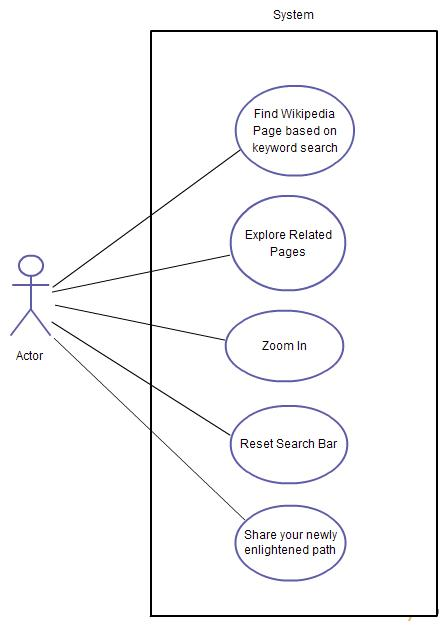 System
Find Wikipedia
Page based on
keyword search
Explore Related
Pages
Zoom In
Actor
Reset Search Bar
Share your newly
enlightened path